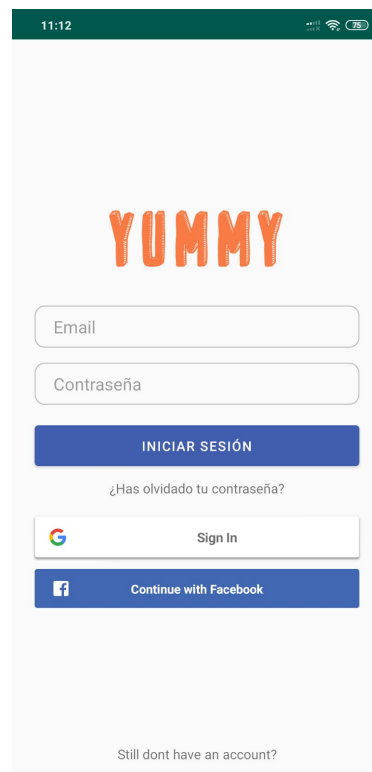 11:12
75
YUMMY
Email
Contraseña
INICIAR SESIÓN
¿Has olvidado tu contraseña?
Sign In
Continue with Facebook
Still dont have an account?